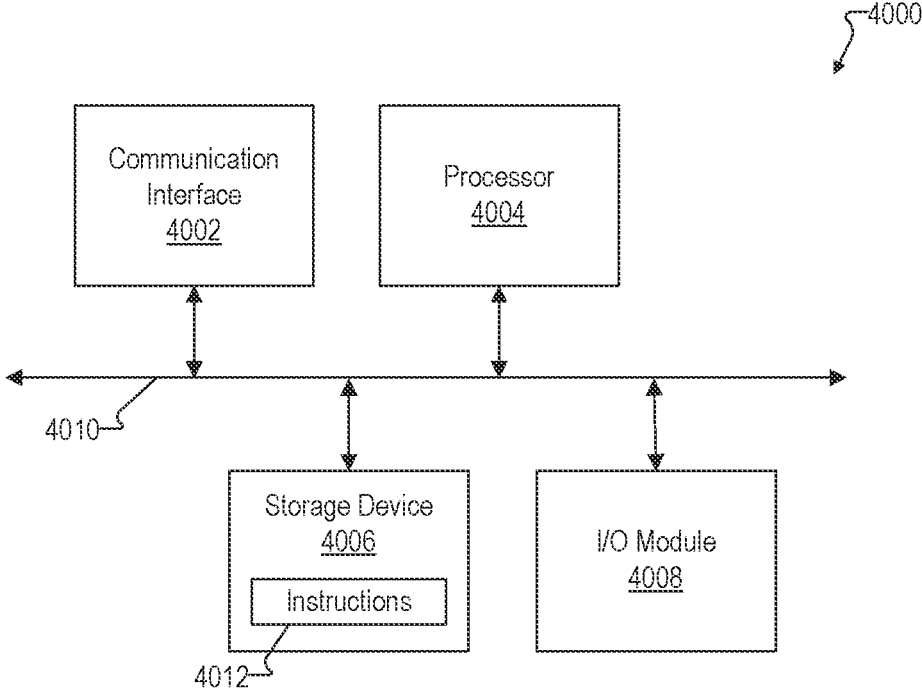 4000
Communication
Interface
4002
Processor
4004
4010
Storage Device
4006
Instructions
4012
I/O Module
4008